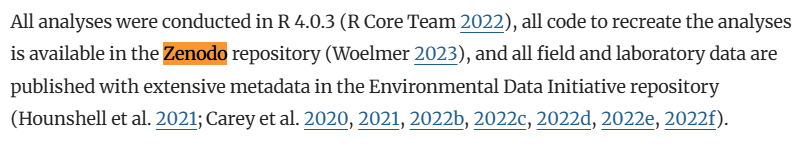 All analyses were conducted in R 4.0.3 (R Core Team 2022), all code to recreate the analyses
is available in the Zenodo repository (Woelmer 2023), and all field and laboratory data are
published with extensive metadata in the Environmental Data Initiative repository
(Hounshell et al. 2021; Carey et al. 2020, 2021, 2022b, 2022c, 2022d, 2022e, 2022f).